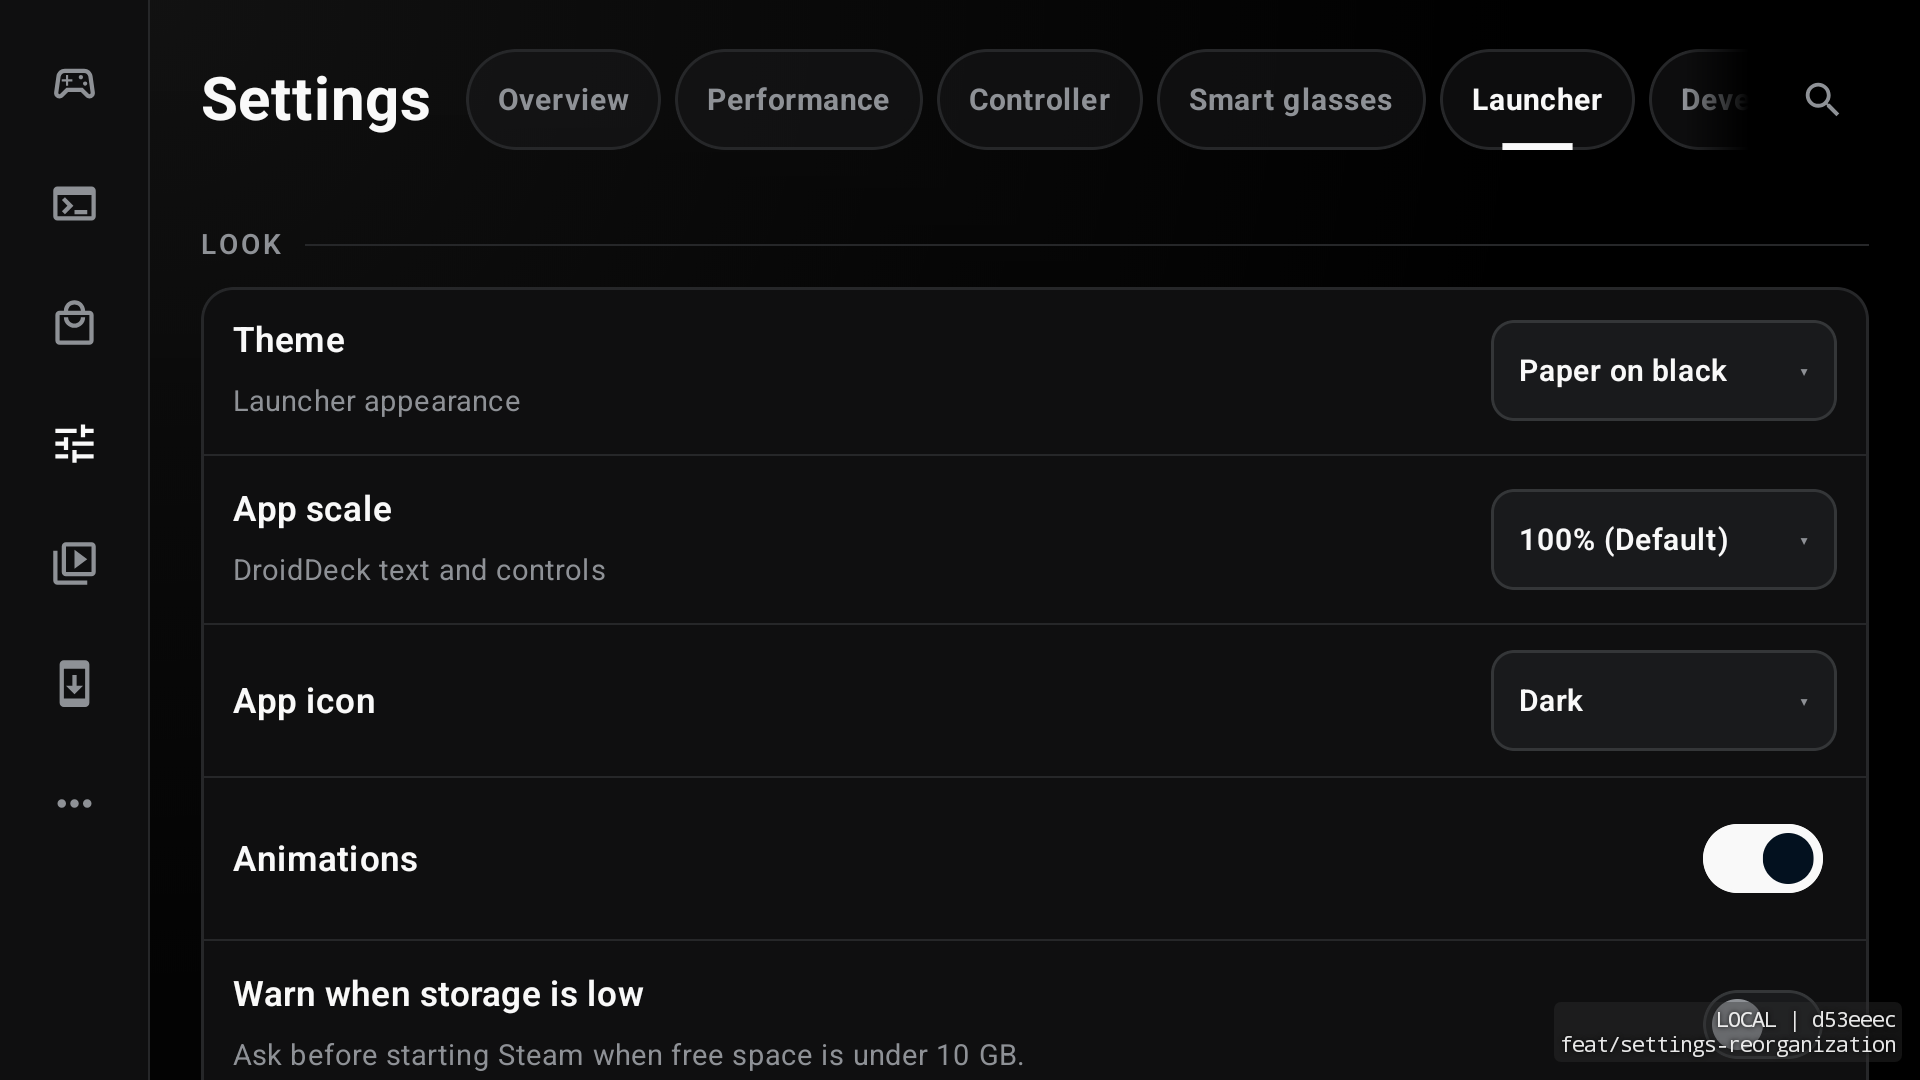 Settings
Overview
Performance
Controller
Smart glasses
Launcher
Deve
LOOK
Theme
Launcher appearance
Paper on black
App scale
DroidDeck text and controls
100% (Default)
App icon
Dark
Animations
Warn when storage is low
Ask before starting Steam when free space is under 10 GB.
LOCAL | d53eeec
feat/settings-reorganization